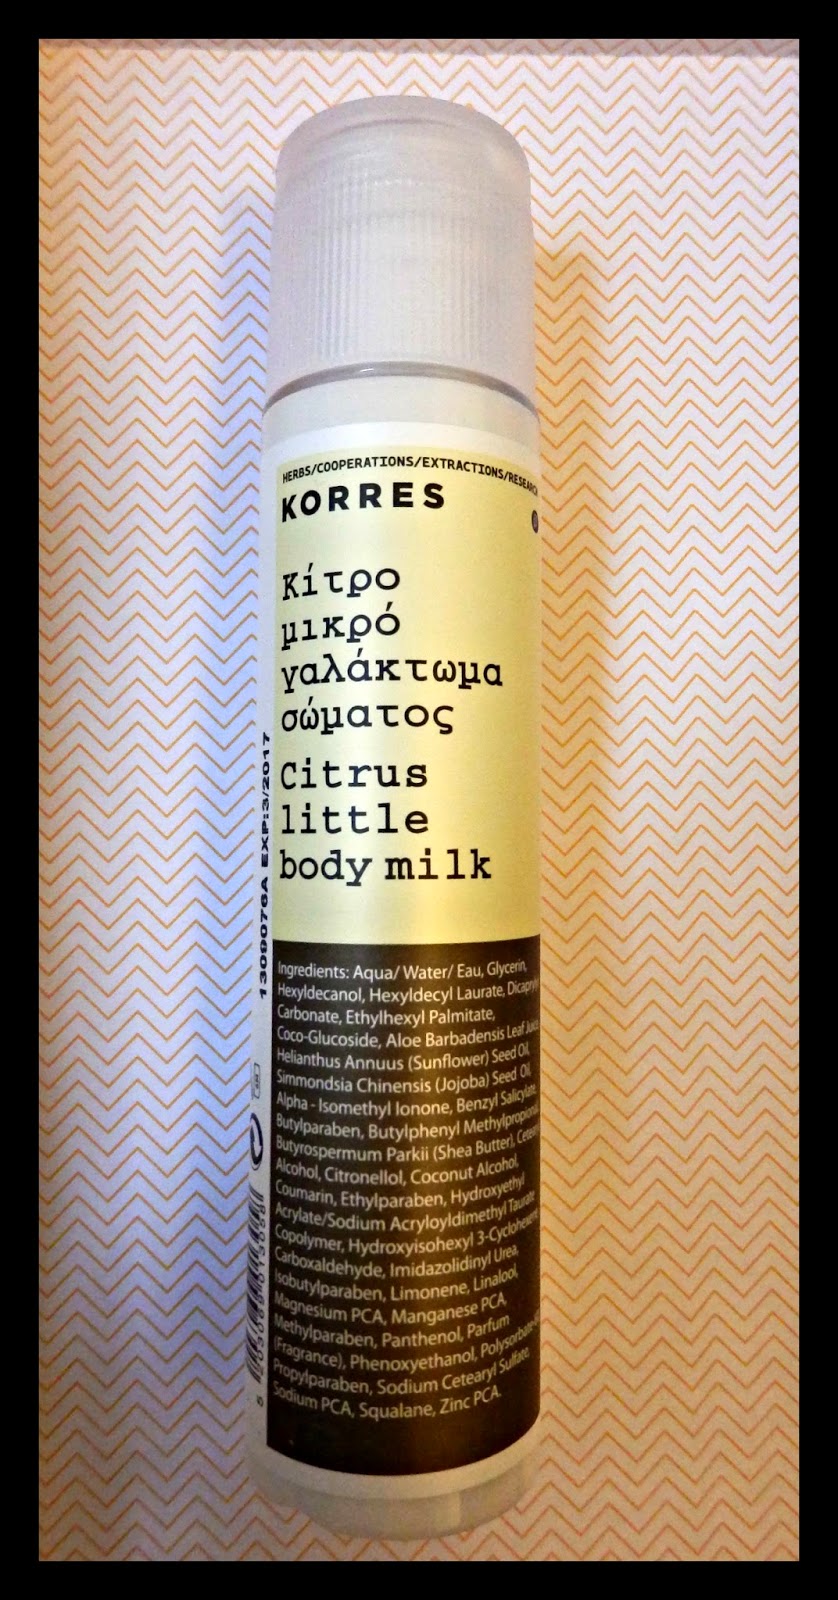 HERBS/COOPERATIONS/EXTRACTIONS/RESEARCH
KORRES
Κίτρο
μικρό
γαλάκτωμα
σώματος
Citrus
little
body milk
Ingredients: Aqua/ Water/ Eau, Glycerin,
Hexyldecanol, Hexyldecyl Laurate,
Carbonate, Ethylhexyl Palmitate,
Coco-Glucoside, Aloe Barbadensis Leaf Juice,
Helianthus Annuus (Sunflower) Seed Oil,
Simmondsia Chinensis (Jojoba) Seed Oil,
Alpha - Isomethyl Ionone, Benzyl Salicylate,
Butylparaben, Butylphenyl
Butyrospermum Parkii (Shea Butter),
Alcohol, Citronellol, Coconut Alcohol,
Coumarin, Ethylparaben, Hydroxyethyl
Acrylate/Sodium Acryloyldimethyl Taurate
Copolymer, Hydroxyisohexyl 3-Cyclohexene
Carboxaldehyde, Imidazolidinyl Urea,
Isobutylparaben, Limonene, Linalool,
Magnesium PCA, Manganese PCA,
Methylparaben, Panthenol, Parfum
(Fragrance), Phenoxyethanol,
Propylparaben, Sodium Cetearyl Sulfate,
Sodium PCA, Squalane, Zinc PCA.
1309076A EXP:3/2017